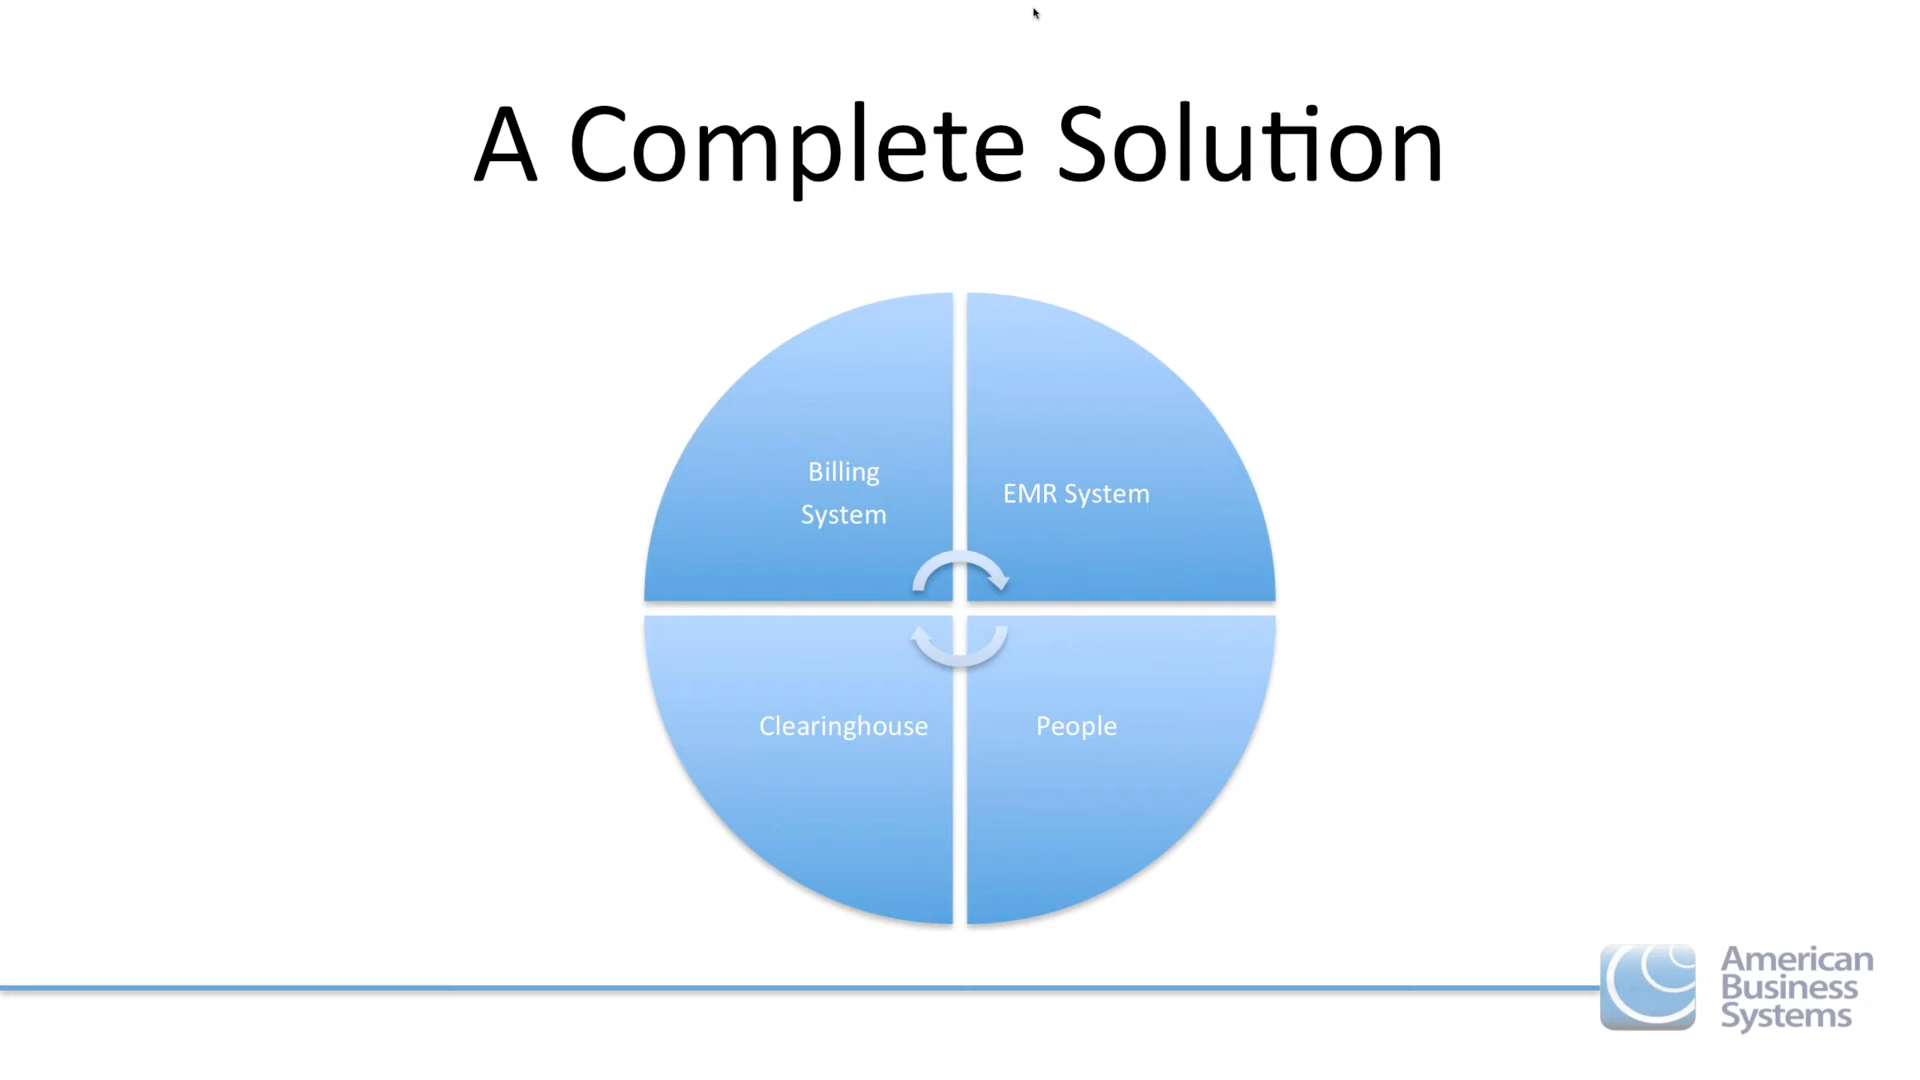 A Complete Solution
Billing
System
EMR System
Clearinghouse
People
American
Business
Systems